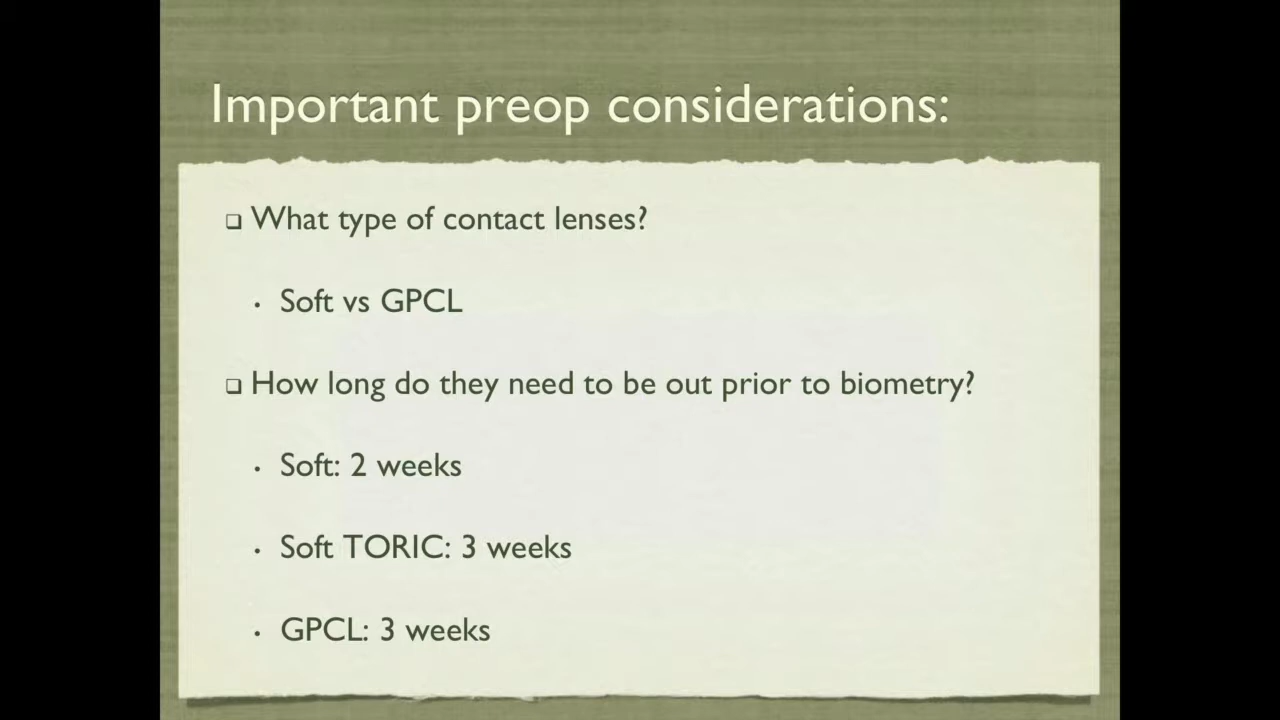 Important preop considerations:
❑ What type of contact lenses?
• Soft vs GPCL
❑ How long do they need to be out prior to biometry?
• Soft: 2 weeks
• Soft TORIC: 3 weeks
• GPCL: 3 weeks